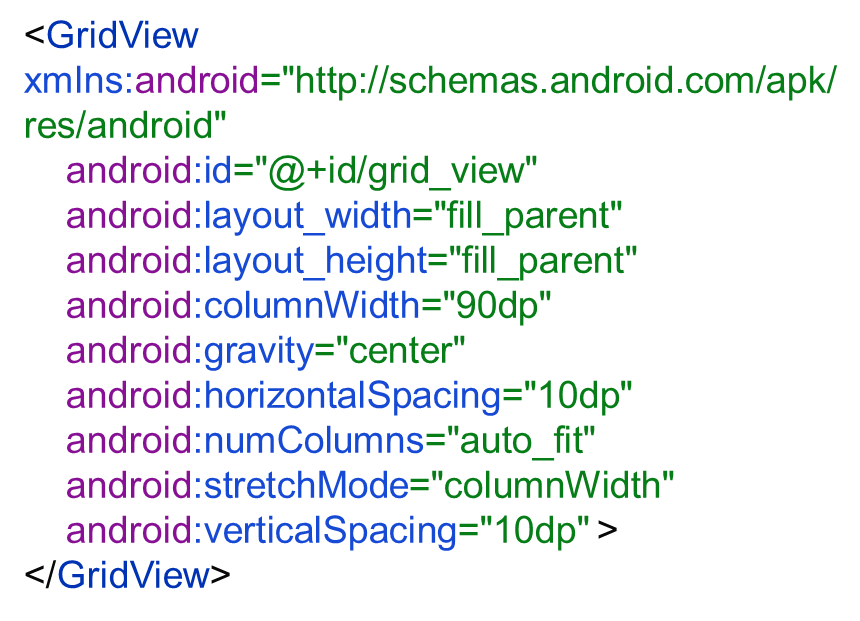 <GridView
xmlns:android="http://schemas.android.com/apk/
res/android"
android:id="@+id/grid_view"
android:layout_width="fill_parent"
android:layout_height="fill_parent"
android:columnWidth="90dp"
android:gravity="center"
android:horizontalSpacing="10dp"
android:numColumns="auto_fit"
android:stretchMode="columnWidth"
android:verticalSpacing="10dp" >
</GridView>